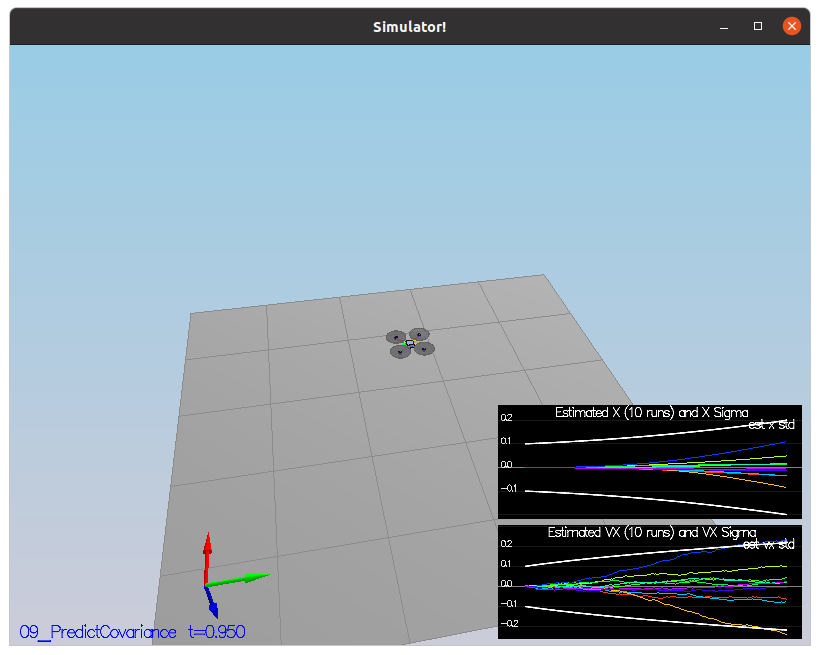 Simulator!
Estimated X (10 runs) and X Sigma
est x std
0.2
0.1
0.0
-0.1
Estimated VX (10 runs) and VX Sigma
est vx std
0.2
0.1
0.0
-0.1
-0.2
09_PredictCovariance t=0.950